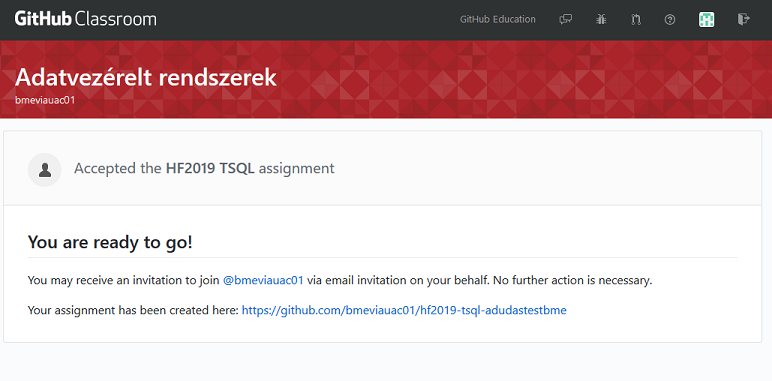 GitHub Classroom
GitHub Education
Adatvezérelt rendszerek
bmeviauac01
Accepted the HF2019 TSQL assignment
You are ready to go!
You may receive an invitation to join @bmeviauac01 via email invitation on your behalf. No further action is necessary.
Your assignment has been created here: https://github.com/bmeviauac01/hf2019-tsql-adudastestbme